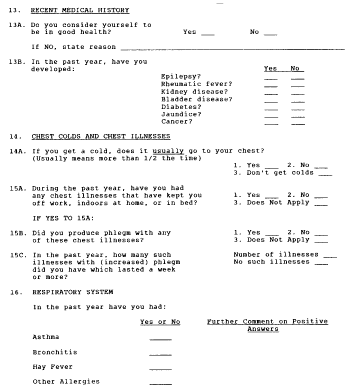 13. RECENT MEDICAL HISTORY
13A. Do you consider yourself to
be in good health? Yes ___ No ___
If NO, state reason ___
13B. In the past year, have you
developed: Yes No
Epilepsy? ___ ___
Rheumatic fever? ___ ___
Kidney disease? ___ ___
Bladder disease? ___ ___
Diabetes? ___ ___
Jaundice? ___ ___
Cancer? ___ ___
14. CHEST COLDS AND CHEST ILLNESSES
14A. If you get a cold, does it usually go to your chest?
(Usually means more than 1/2 the time)
1. Yes ___ 2. No ___
3. Don't get colds ___
15A. During the past year, have you had
any chest illnesses that have kept you 1. Yes ___ 2. No ___
off work, indoors at home, or in bed? 3. Does Not Apply ___
IF YES TO 15A:
15B. Did you produce phlegm with any 1. Yes ___ 2. No ___
of these chest illnesses? 3. Does Not Apply ___
15C. In the past year, how many such Number of illnesses ___
illnesses with (increased) phlegm No such illnesses ___
did you have which lasted a week
or more?
16. RESPIRATORY SYSTEM
In the past year have you had:
Yes or No Further Comment on Positive
Answers
Asthma ___
Bronchitis ___
Hay Fever ___
Other Allergies ___